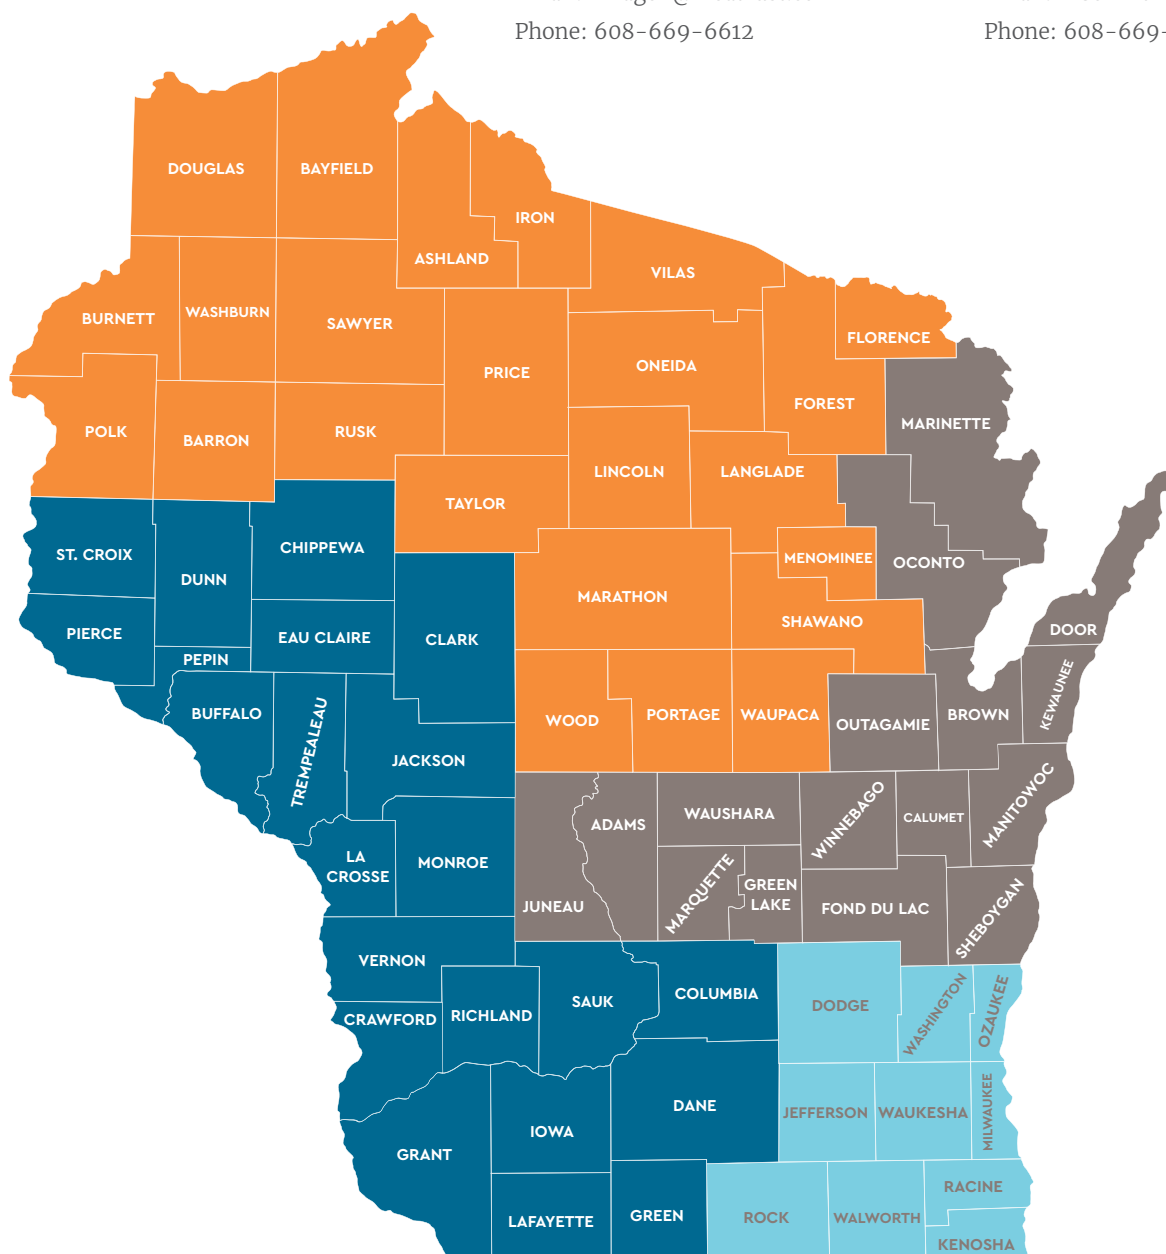 Phone: 608-669-6612
Phone: 608-669-
DOUGLAS
BAYFIELD
IRON
ASHLAND
VILAS
BURNETT
WASHBURN
SAWYER
FLORENCE
PRICE
ONEIDA
FOREST
MARINETTE
POLK
BARRON
RUSK
LINCOLN
LANGLADE
TAYLOR
ST. CROIX
CHIPPEWA
DUNN
MENOMINEE
OCONTO
MARATHON
SHAWANO
PIERCE
EAU CLAIRE
CLARK
DOOR
PEPIN
KEWAUNEE
BUFFALO
TREMPEALEAU
WOOD
PORTAGE
WAUPACA
OUTAGAMIE
BROWN
JACKSON
ADAMS
WAUSHARA
WINNEBAGO
CALUMET
MANITOWOC
LA
CROSSE
MONROE
JUNEAU
MARQUETTE
GREEN
LAKE
FOND DU LAC
SHEBOYGAN
VERNON
SAUK
COLUMBIA
CRAWFORD
RICHLAND
DODGE
WASHINGTON
OZAUKEE
DANE
JEFFERSON
WAUKESHA
MILWAUKEE
IOWA
GRANT
RACINE
LAFAYETTE
GREEN
ROCK
WALWORTH
KENOSHA